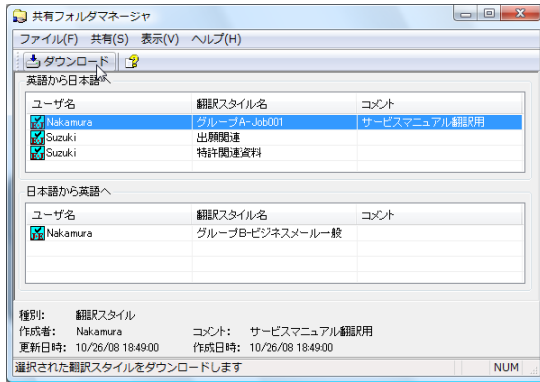 共有フォルダマネージャ
ファイル(F) 共有(S) 表示(V) ヘルプ(H)
ダウンロード
英語から日本語へ
ユーザ名 翻訳スタイル名 コメント
Nakamura グループA-Job001 サービスマニュアル翻訳用
Suzuki 出願関連
Suzuki 特許関連資料
日本語から英語へ
ユーザ名 翻訳スタイル名 コメント
Nakamura グループB-ビジネスメール一般
種別: 翻訳スタイル
作成者: Nakamura コメント: サービスマニュアル翻訳用
更新日時: 10/26/08 18:49:00 作成日時: 10/26/08 18:49:00
選択された翻訳スタイルをダウンロードします NUM